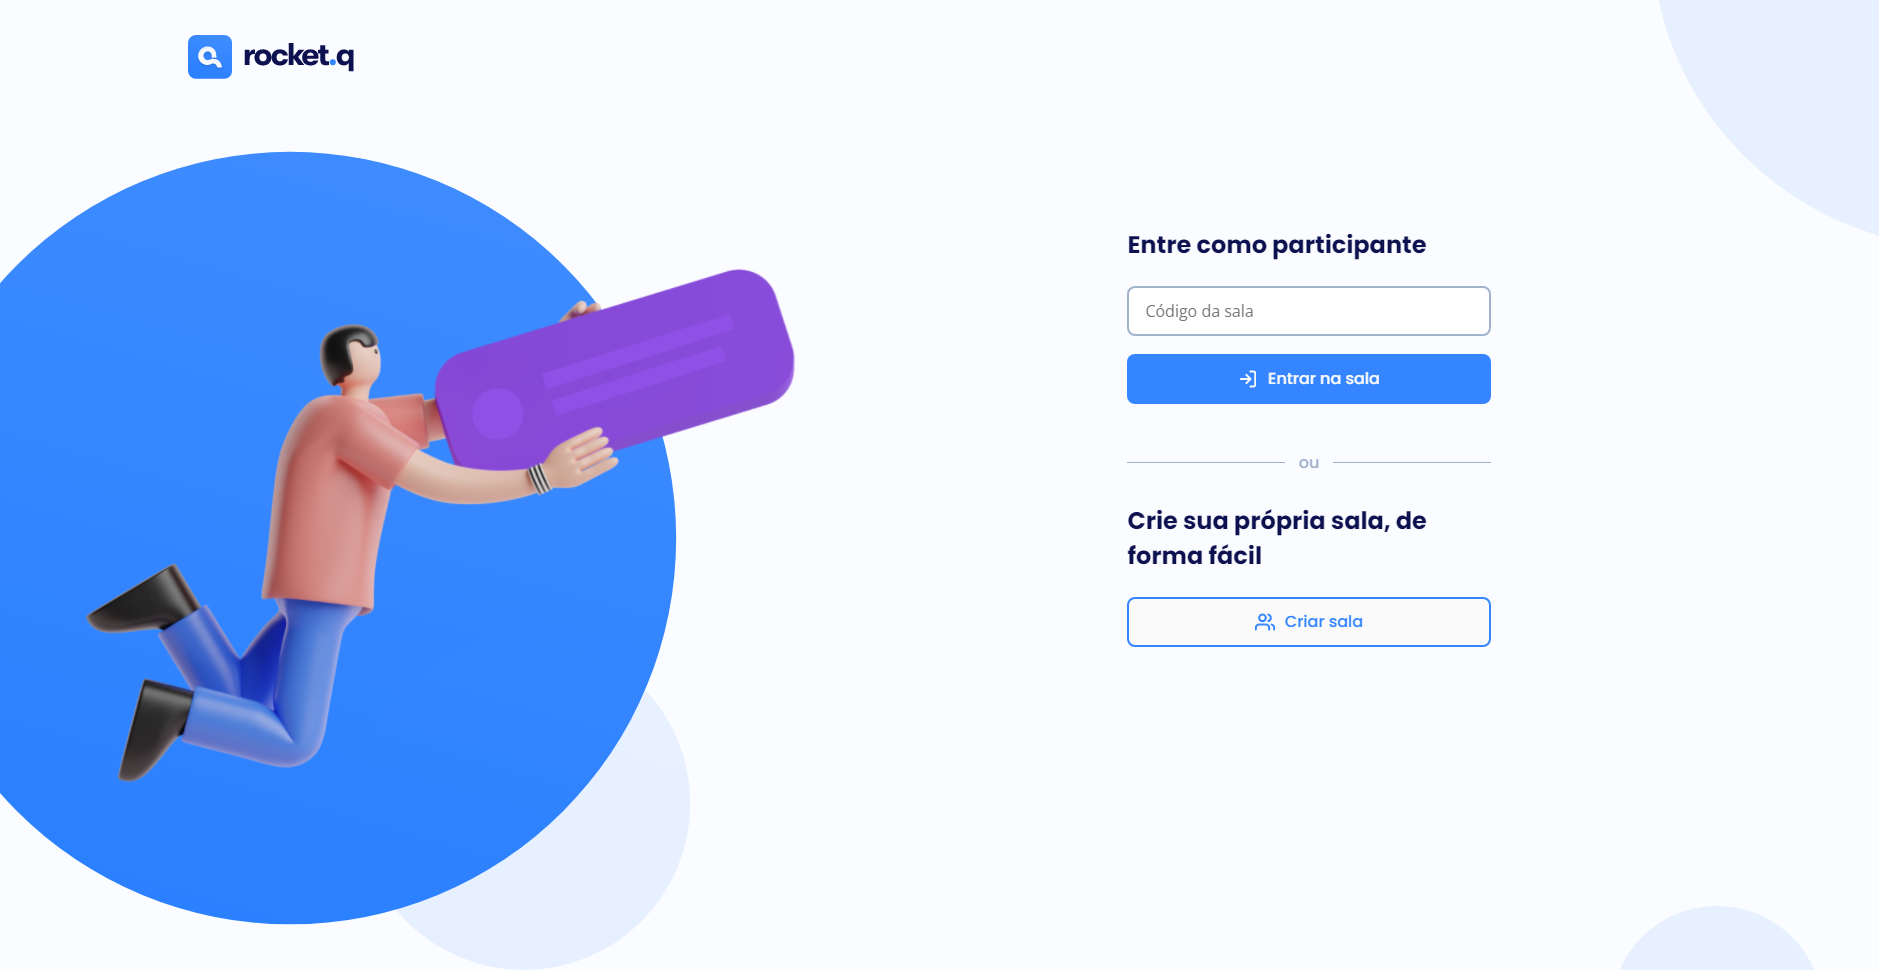 rocket.q
Entre como participante
Código da sala
Entrar na sala
ou
Crie sua própria sala, de
forma fácil
Criar sala